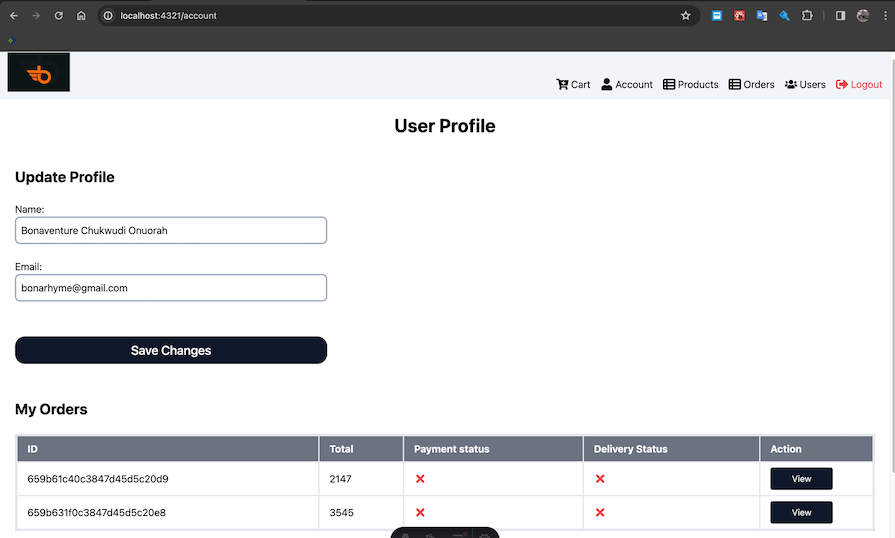 localhost:4321/account
Cart Account Products Orders Users Logout
User Profile
Update Profile
Name:
Bonaventure Chukwudi Onuorah
Email:
bonarhyme@gmail.com
Save Changes
My Orders
ID Total Payment status Delivery Status Action
659b61c40c3847d45d5c20d9 2147 View
659b631f0c3847d45d5c20e8 3545 View